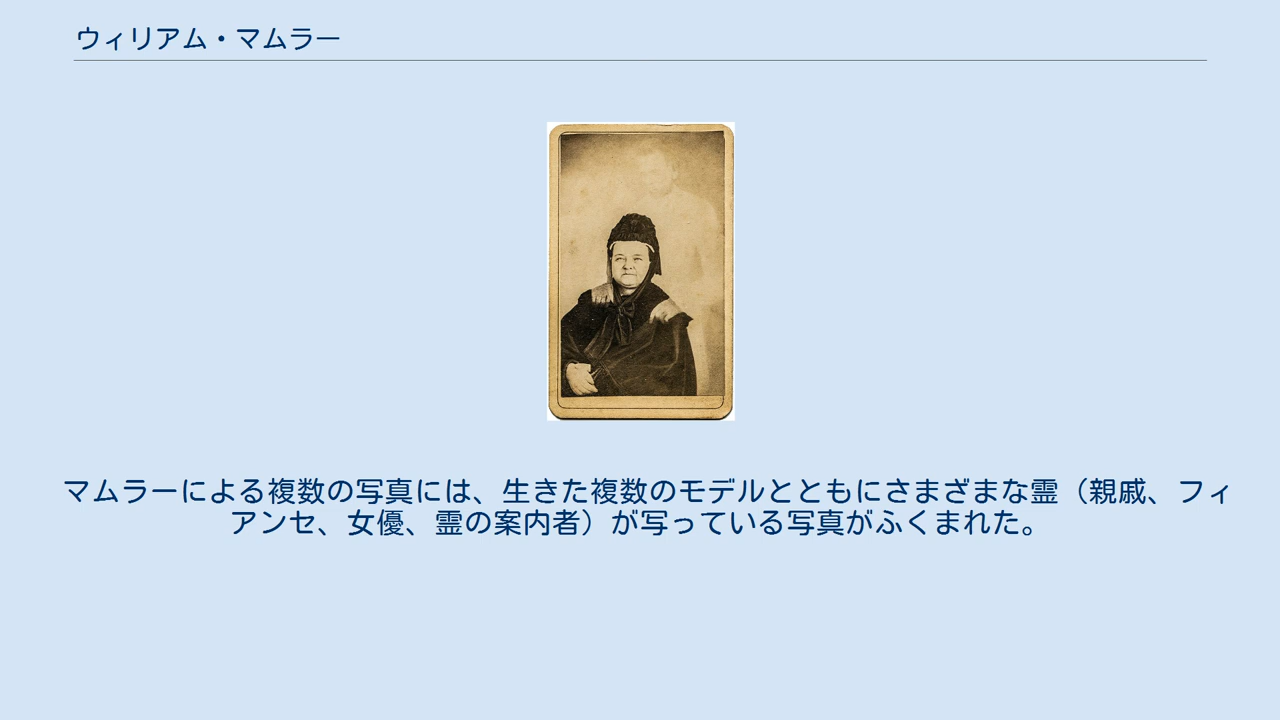 ウィリアム・マムラー
マムラーによる複数の写真には、生きた複数のモデルとともにさまざまな霊（親戚、フィ
アンセ、女優、霊の案内者）が写っている写真がふくまれた。